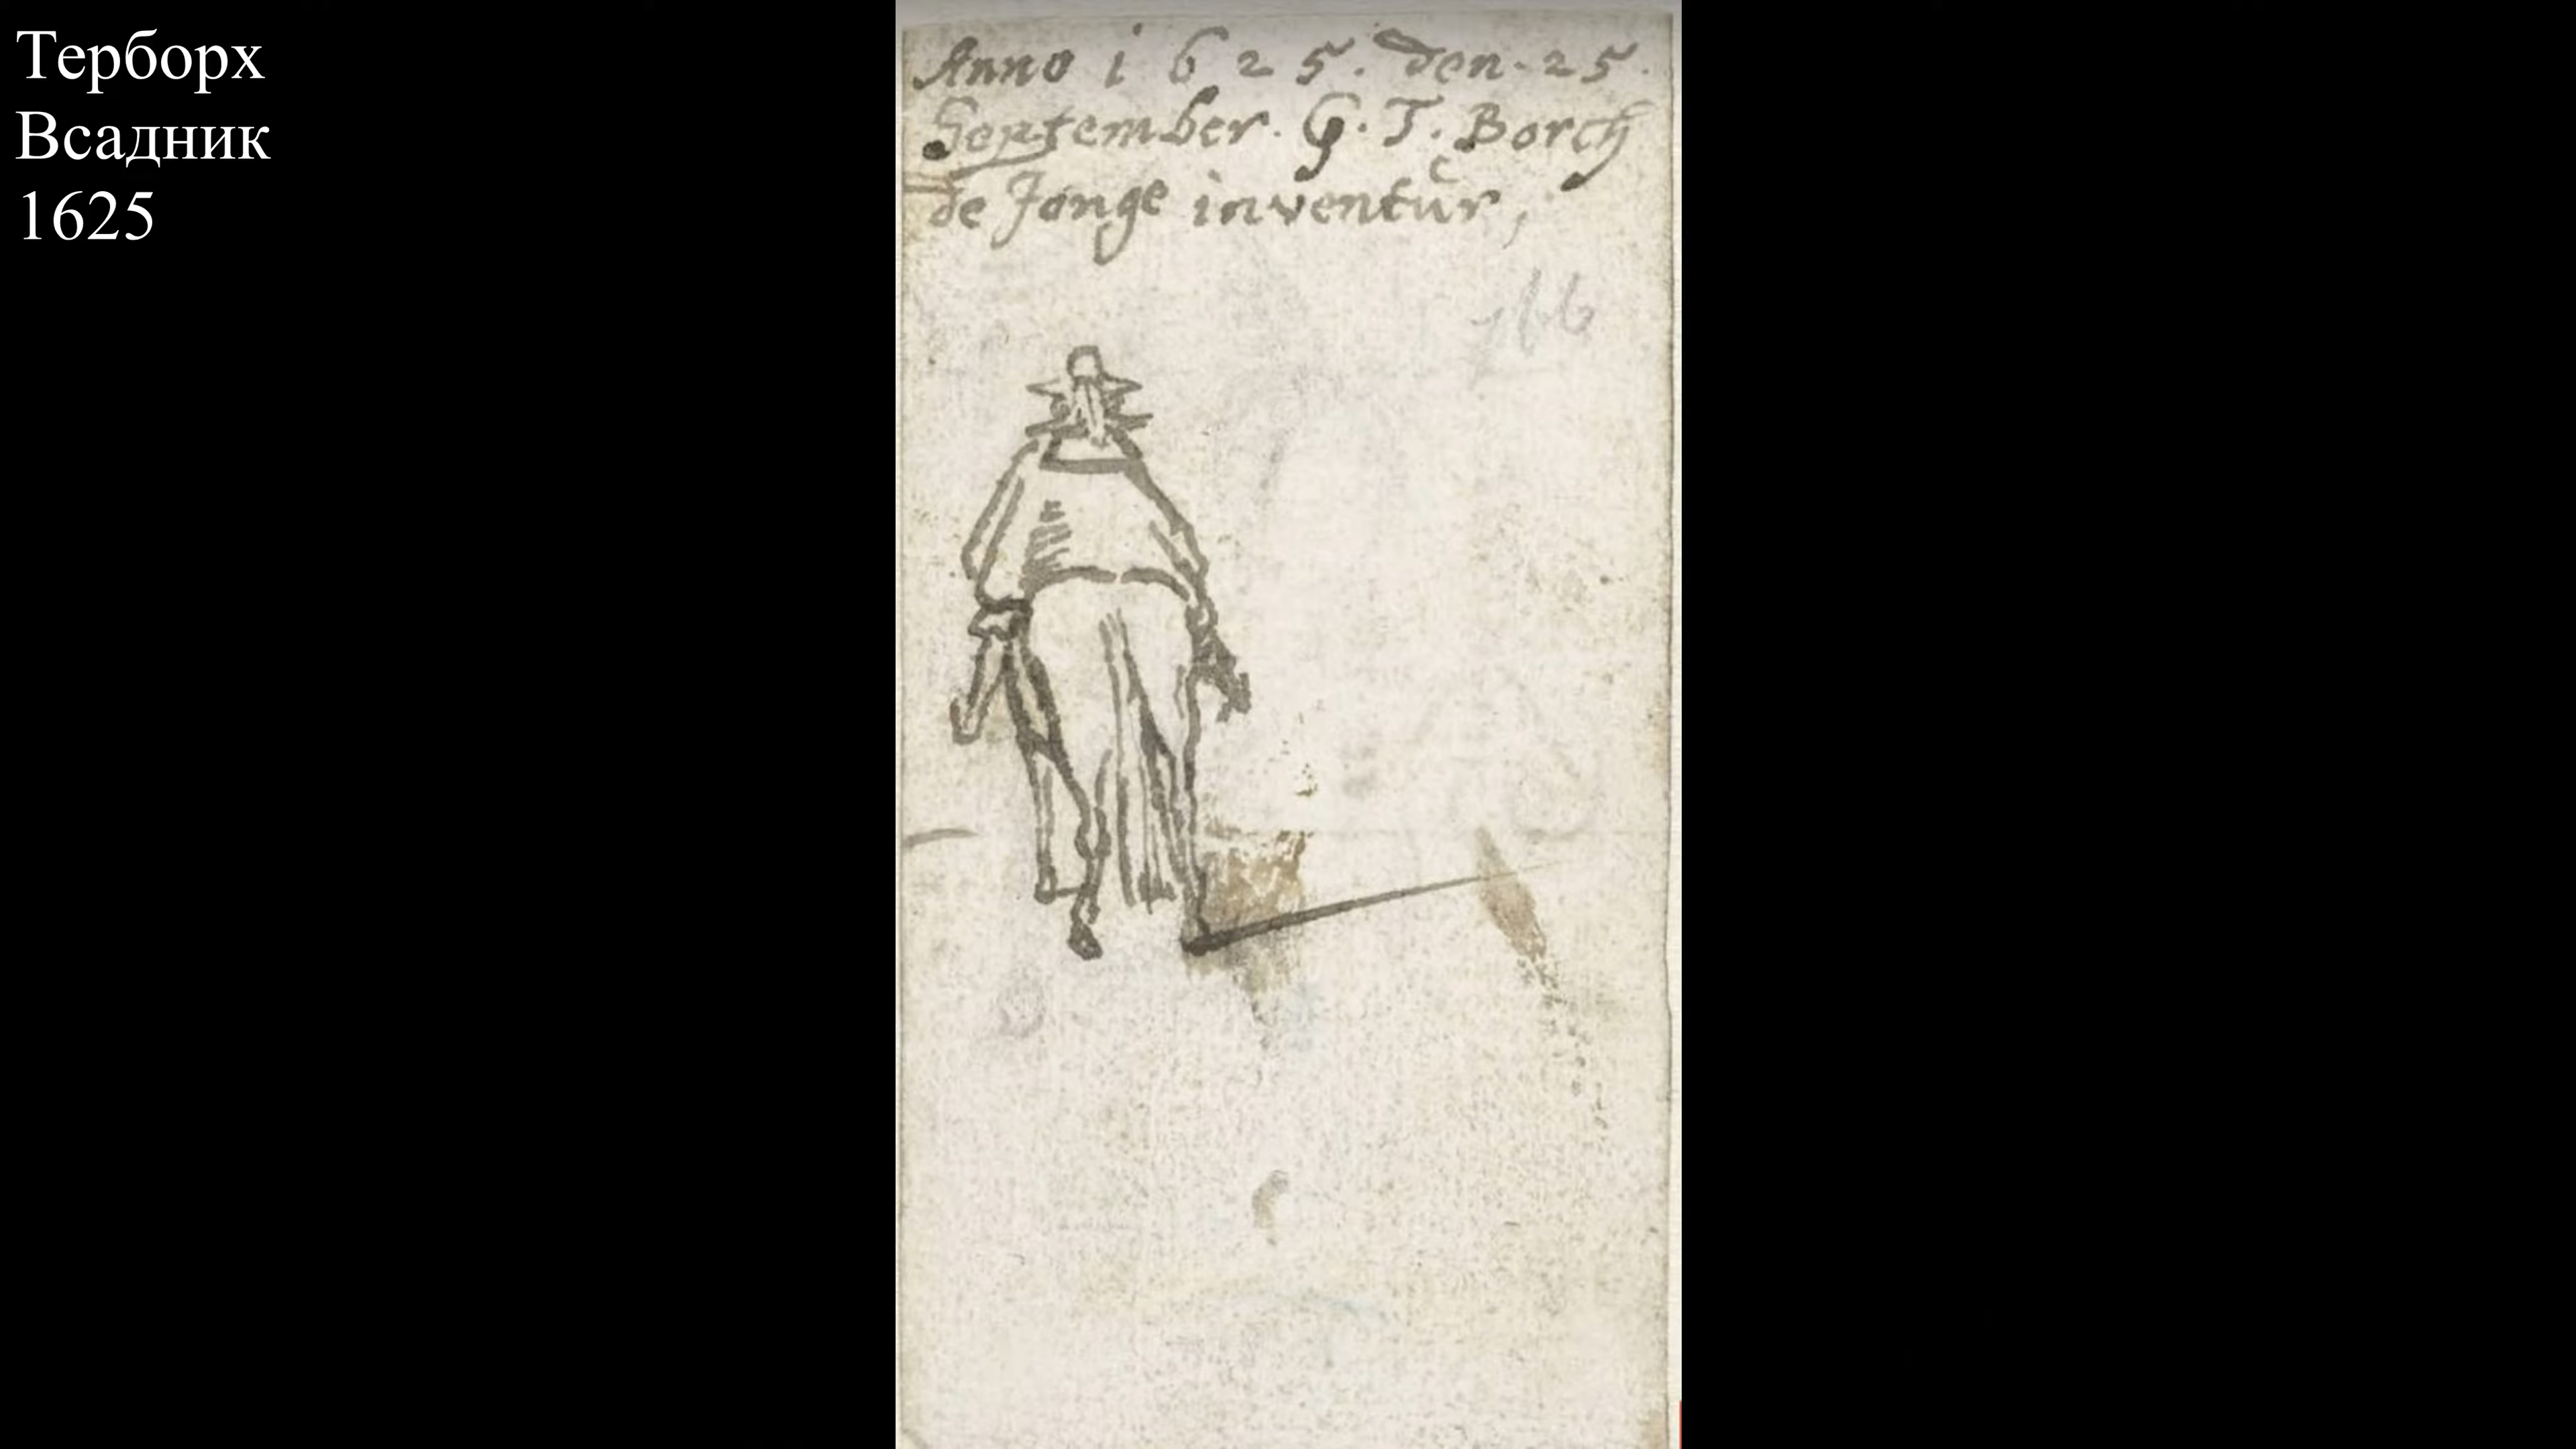 Терборх
Всадник
1625
Anno 1625. den. 25.
September. G. T. Borch
de Jonge inventur,